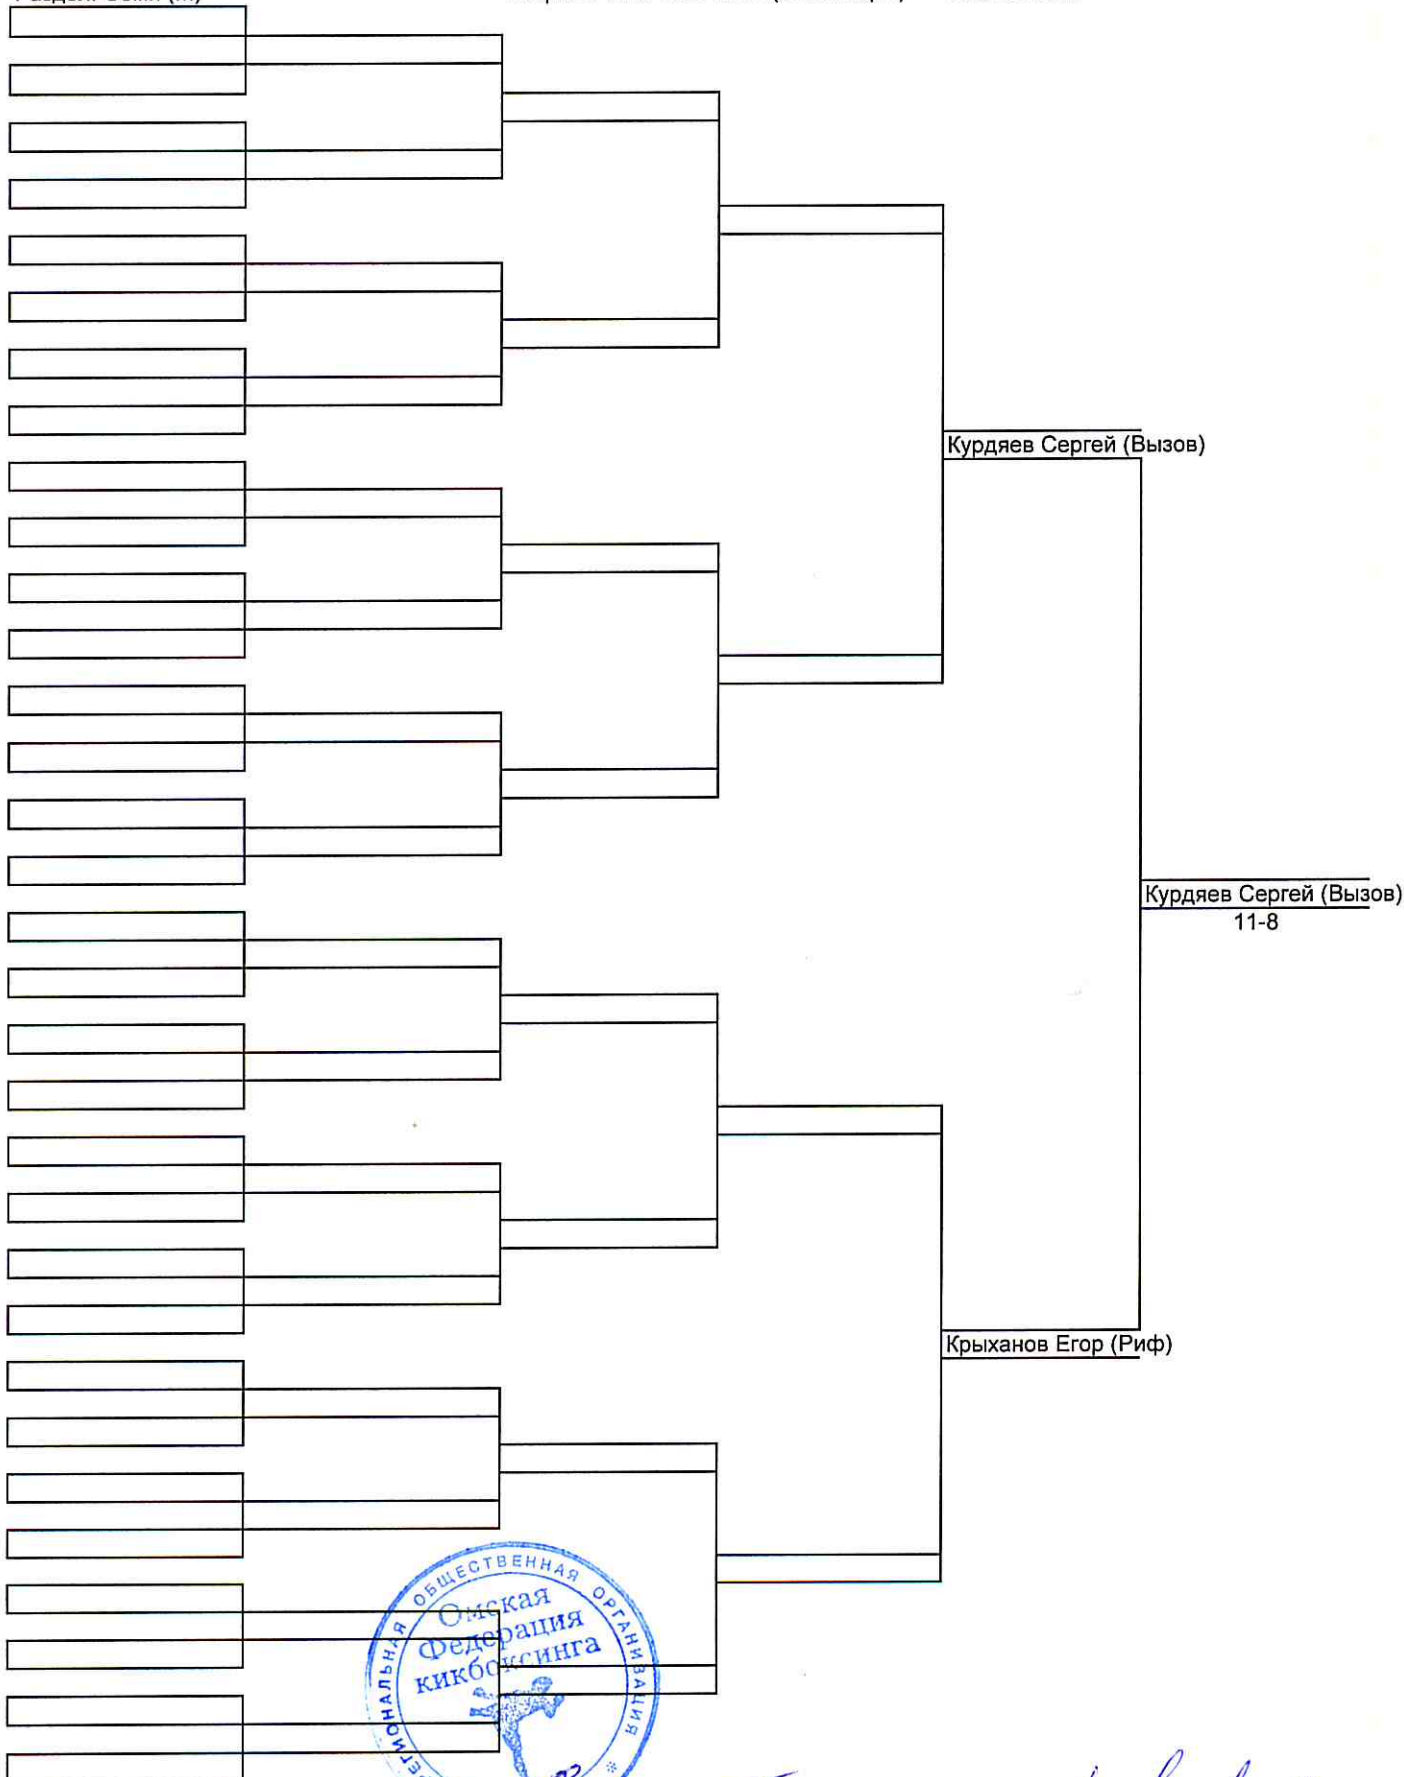 Курдяев Сергей (Вызов)
Курдяев Сергей (Вызов)
11-8
Крыханов Егор (Риф)
ОБЩЕСТВЕННАЯ ОРГАНИЗАЦИЯ
Омская
Федерация
кикбоксинга